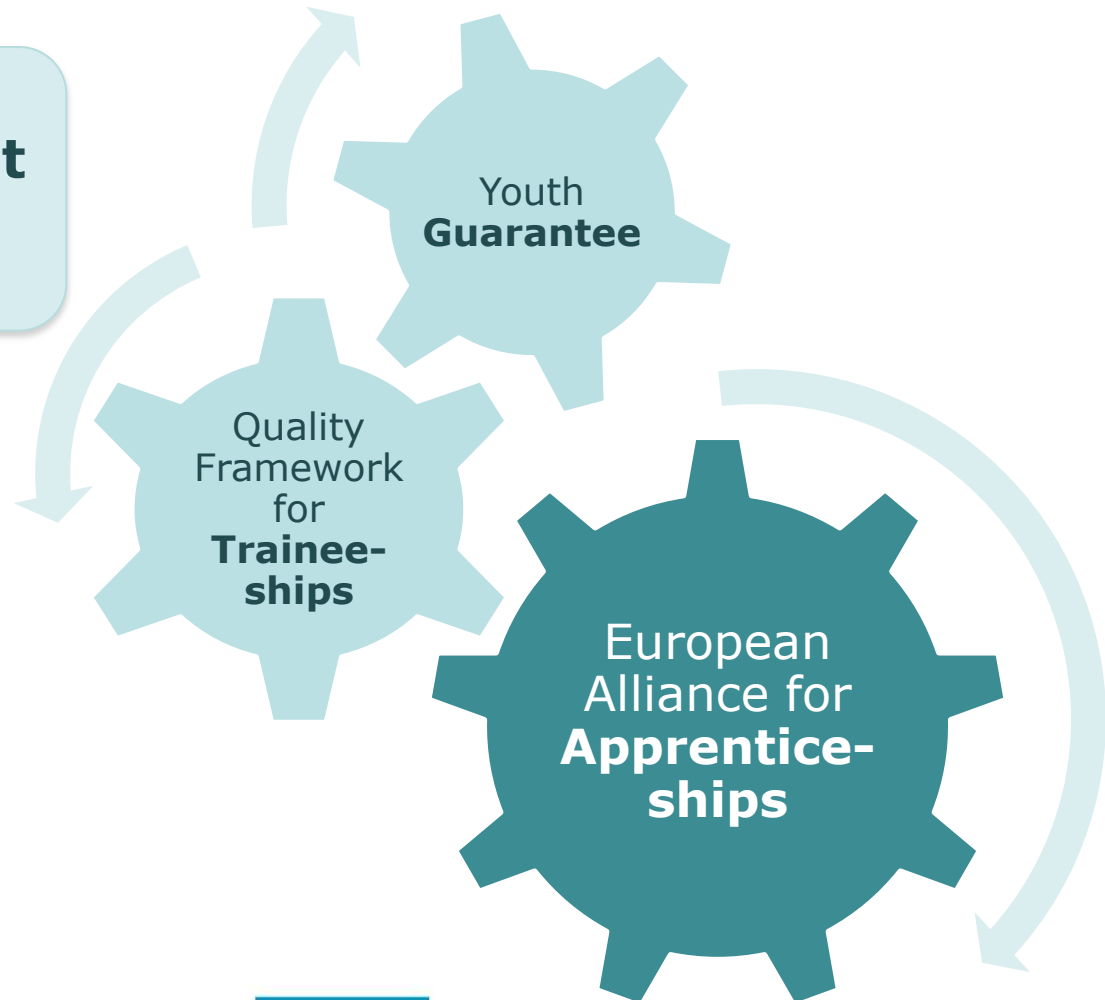 t
Youth
Guarantee
Quality
Framework
for
Trainee-
ships
European
Alliance for
Apprentice-
ships